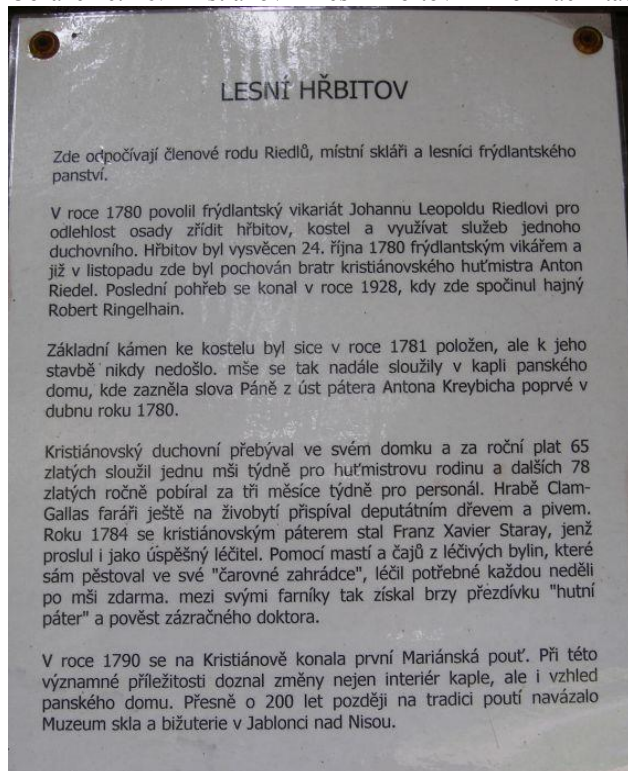 LESNÍ HŘBITOV
Zde odpočívají členové rodu Riedlů, místní skláři a lesníci frýdlantského
panství.
V roce 1780 povolil frýdlantský vikariát Johannu Leopoldu Riedlovi pro
odlehlost osady zřídit hřbitov, kostel a využívat služeb jednoho
duchovního. Hřbitov byl vysvěcen 24. října 1780 frýdlantským vikářem a
již v listopadu zde byl pochován bratr kristiánovského huťmistra Anton
Riedel. Poslední pohřeb se konal v roce 1928, kdy zde spočinul hajný
Robert Ringelhain.
Základní kámen ke kostelu byl sice v roce 1781 položen, ale k jeho
stavbě nikdy nedošlo. mše se tak nadále sloužily v kapli panského
domu, kde zazněla slova Páně z úst pátera Antona Kreybicha poprvé v
dubnu roku 1780.
Kristiánovský duchovní přebýval ve svém domku a za roční plat 65
zlatých sloužil jednu mši týdně pro huťmistrovu rodinu a dalších 78
zlatých ročně pobíral za tři měsíce týdně pro personál. Hrabě Clam-
Gallas faráři ještě na živobytí přispíval deputátním dřevem a pivem.
Roku 1784 se kristiánovským páterem stal Franz Xavier Staray, jenž
proslul i jako úspěšný léčitel. Pomocí mastí a čajů z léčivých bylin, které
sám pěstoval ve své "čarovné zahrádce", léčil potřebné každou neděli
po mši zdarma. mezi svými farníky tak získal brzy přezdívku "hutní
páter" a pověst zázračného doktora.
V roce 1790 se na Kristiánově konala první Mariánská pouť. Při této
významné příležitosti doznal změny nejen interiér kaple, ale i vzhled
panského domu. Přesně o 200 let později na tradici poutí navázalo
Muzeum skla a bižuterie v Jablonci nad Nisou.